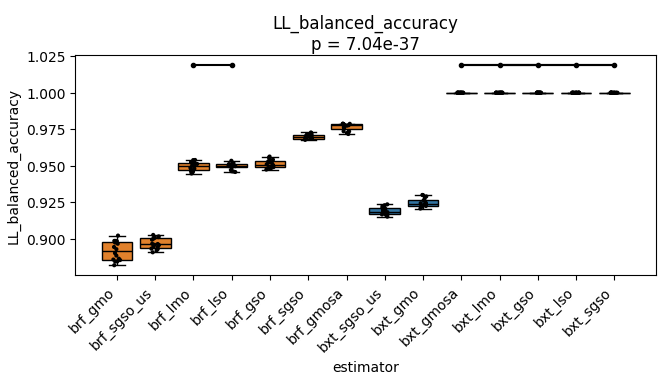 LL_balanced_accuracy
p = 7.04e-37
1.025
1.000
0.975
0.950
0.925
0.900
LL_balanced_accuracy
brf_gmo
brf_sgso_us
brf_lmo
brf_lso
brf_gso
brf_sgso
brf_gmosa
bxt_sgso_us
bxt_gmo
bxt_gmosa
bxt_lmo
bxt_gso
bxt_lso
bxt_sgso
estimator